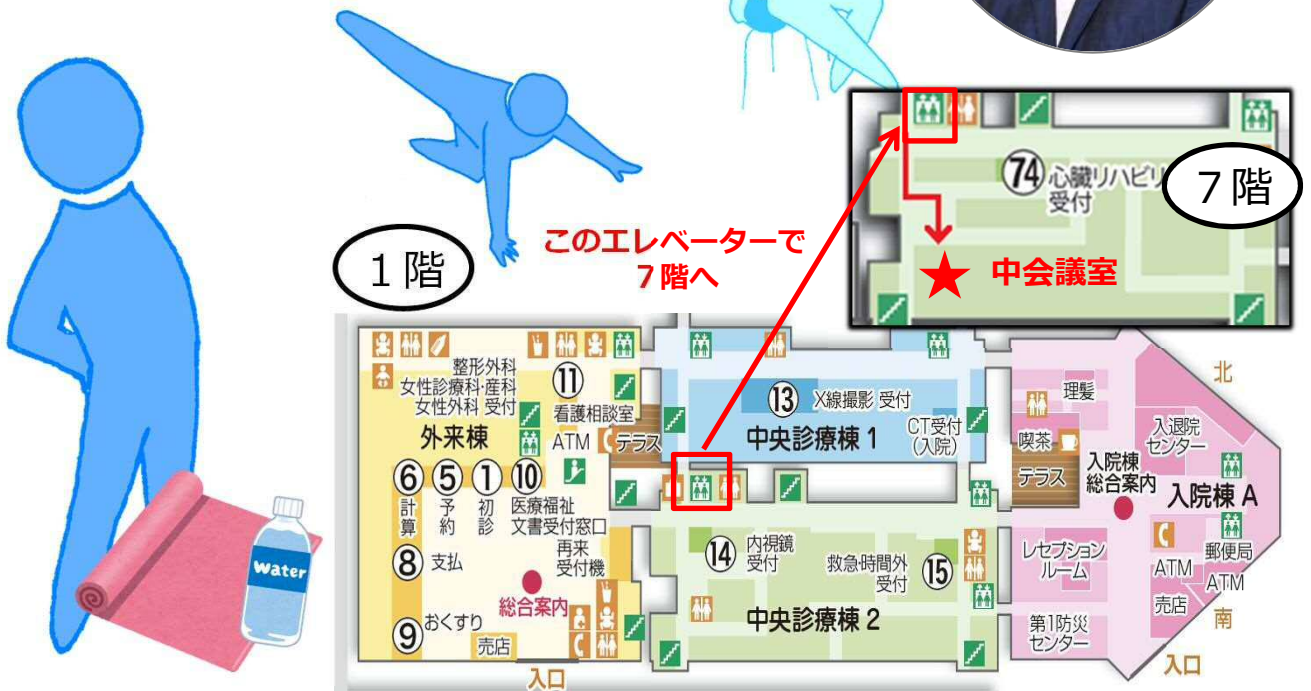 74 心臓リハビリ
受付
7階
1階
このエレベーターで
7階へ
中会議室
整形外科
女性診療科・産科
女性外科 受付
11
看護相談室
外来棟
ATM
テラス
13 X線撮影 受付
中央診療棟 1
CT受付
(入院)
理髪
喫茶
テラス
入退院
センター
北
入院棟
総合案内
入院棟 A
6 5 1 10
計算
予約
初診
医療福祉
文書受付窓口
再来
受付機
8 支払
総合案内
9 おくすり
売店
入口
14 内視鏡
受付
救急・時間外
受付 15
中央診療棟 2
レセプション
ルーム
第1防災
センター
郵便局
ATM
ATM
売店
南
入口
Water